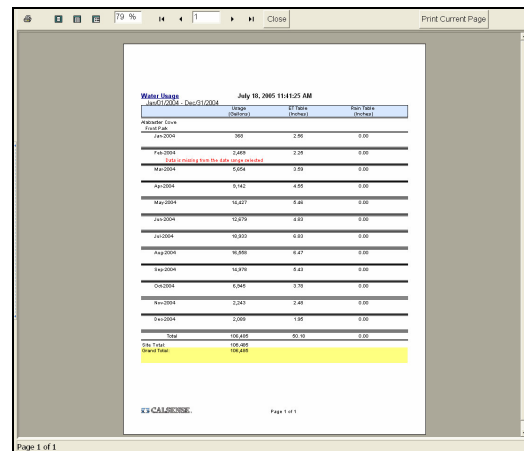 79 % 1 Close Print Current Page
Water Usage July 18, 2005 11:41:25 AM
Jan/01/2004 - Dec/31/2004
Usage ET Table Rain Table
(Gallons) (Inches) (Inches)
Alabaster Cove
Front Park
Jan-2004 368 2.56 0.00
Feb-2004 2,465 2.25 0.00
Data is missing from the date range selected
Mar-2004 5,854 3.59 0.00
Apr-2004 9,142 4.55 0.00
May-2004 14,427 5.46 0.00
Jun-2004 12,679 4.83 0.00
Jul-2004 18,933 6.83 0.00
Aug-2004 16,558 6.47 0.00
Sep-2004 14,978 5.43 0.00
Oct-2004 6,945 3.78 0.00
Nov-2004 2,243 2.48 0.00
Dec-2004 2,089 1.95 0.00
Total 106,485 50.18 0.00
Site Total: 106,485
Grand Total: 106,485
CALSENSE. Page 1 of 1
Page 1 of 1